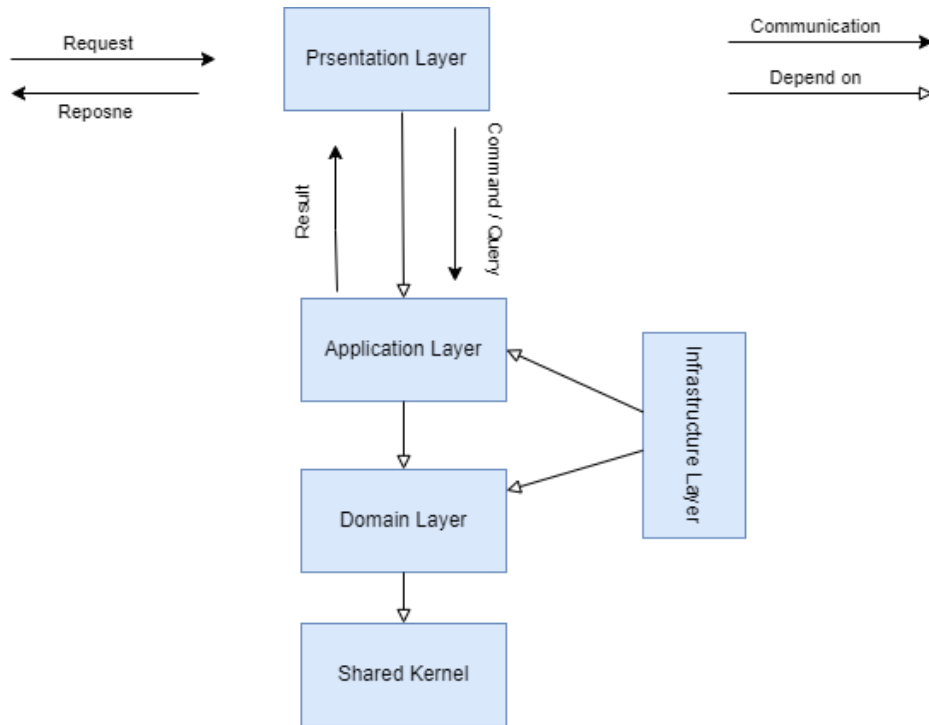 Request
Reposne
Prsentation Layer
Communication
Depend on
Result
Command / Query
Application Layer
Infrastructure Layer
Domain Layer
Shared Kernel